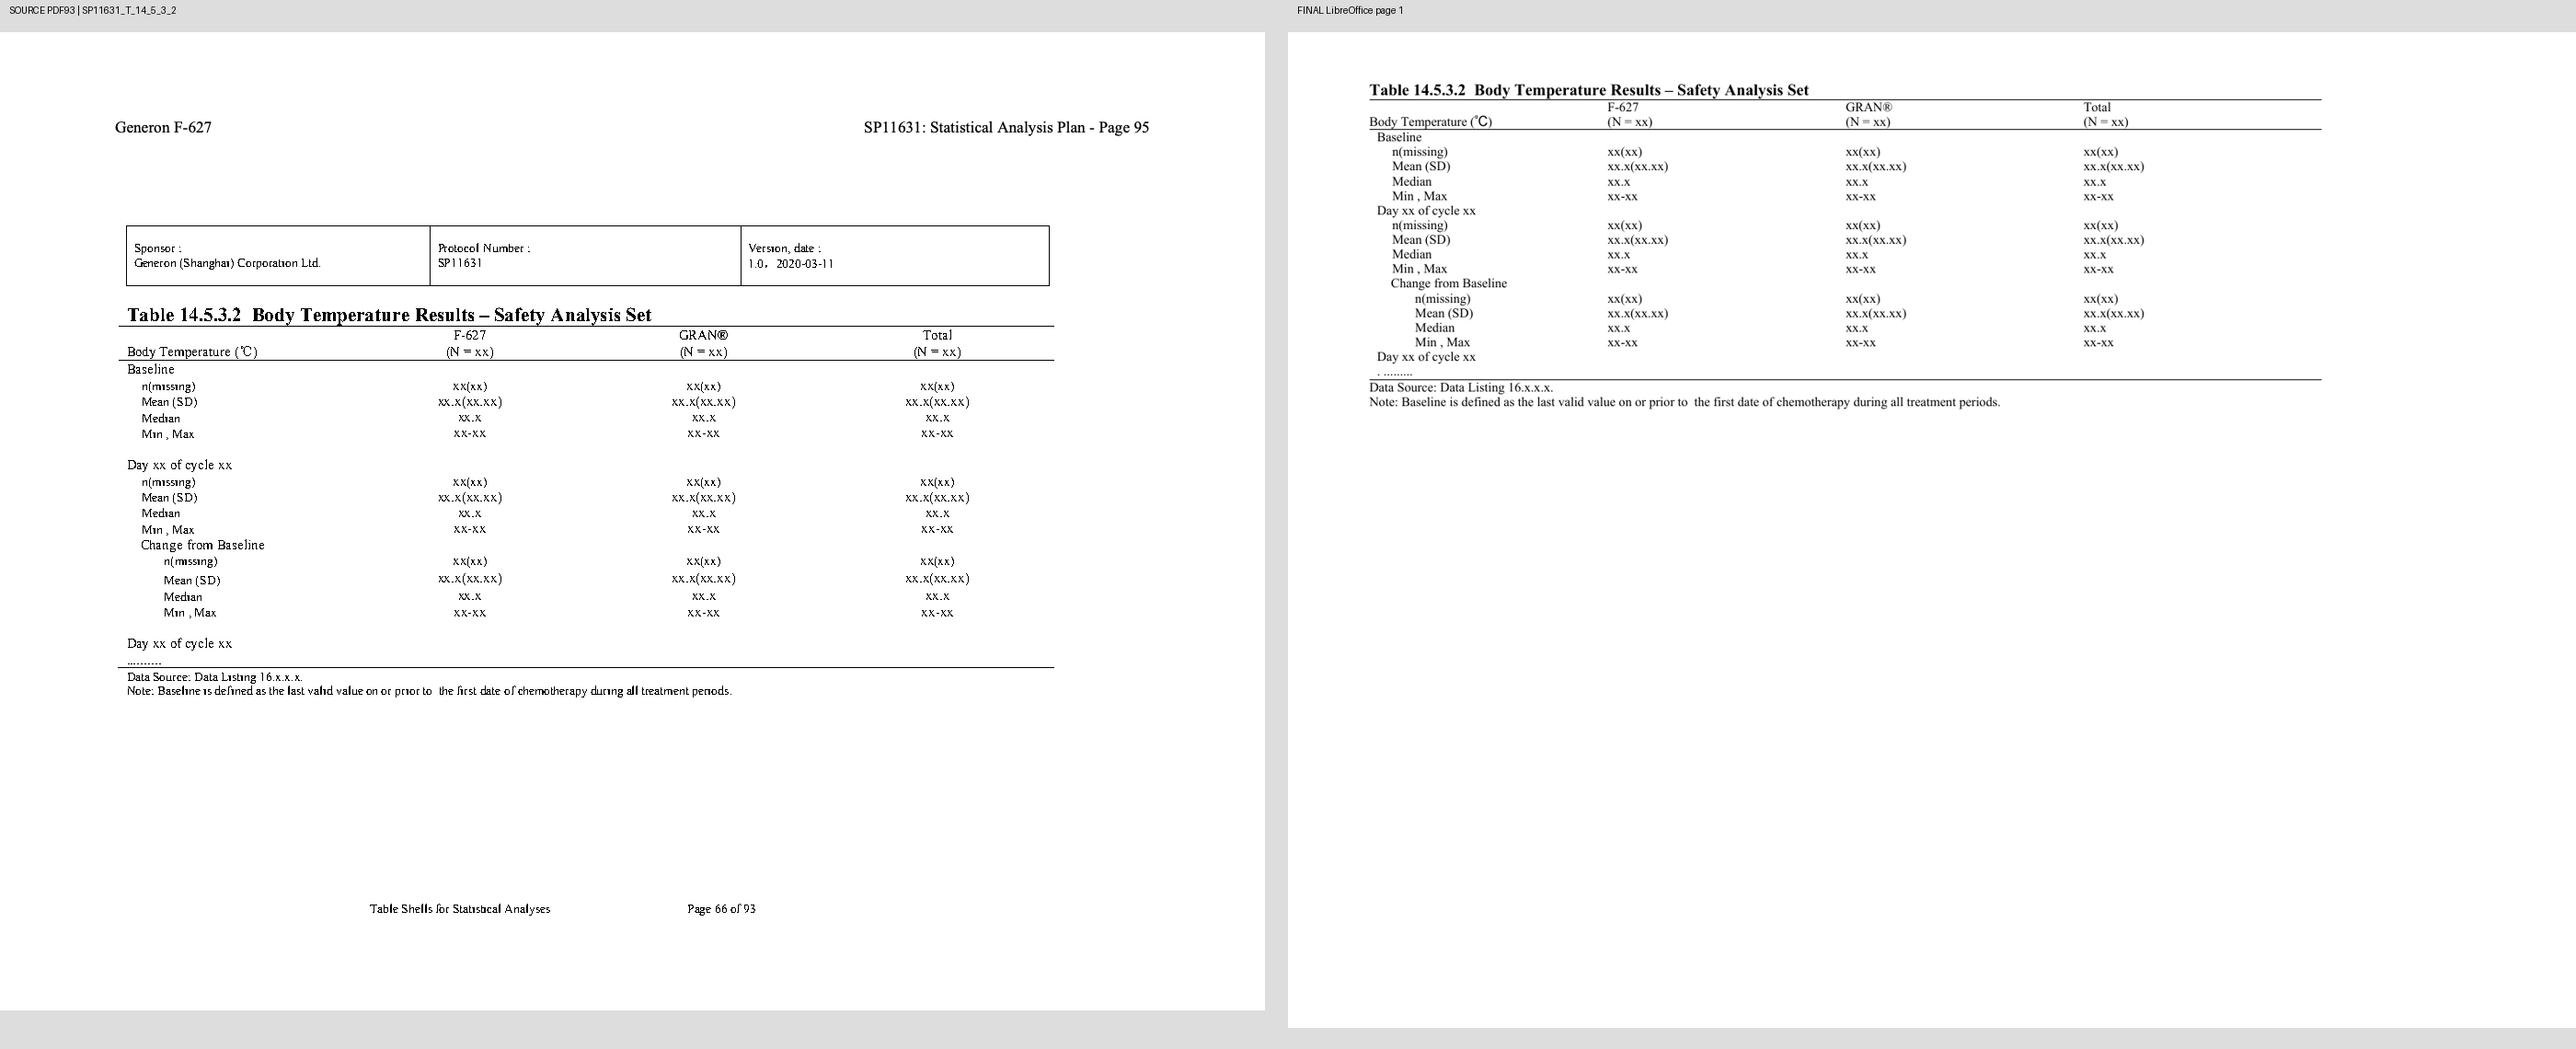 SOURCE PDF93 | SP11631_T_14_5_3_2
Generon F-627 SP11631: Statistical Analysis Plan - Page 95
Sponsor : Protocol Number : Version, date :
Generon (Shanghai) Corporation Ltd. SP11631 1.0，2020-03-11
Table 14.5.3.2  Body Temperature Results – Safety Analysis Set
F-627 GRAN® Total
Body Temperature (℃) (N = xx) (N = xx) (N = xx)
Baseline
n(missing) xx(xx) xx(xx) xx(xx)
Mean (SD) xx.x(xx.xx) xx.x(xx.xx) xx.x(xx.xx)
Median xx.x xx.x xx.x
Min , Max xx-xx xx-xx xx-xx
Day xx of cycle xx
n(missing) xx(xx) xx(xx) xx(xx)
Mean (SD) xx.x(xx.xx) xx.x(xx.xx) xx.x(xx.xx)
Median xx.x xx.x xx.x
Min , Max xx-xx xx-xx xx-xx
Change from Baseline
n(missing) xx(xx) xx(xx) xx(xx)
Mean (SD) xx.x(xx.xx) xx.x(xx.xx) xx.x(xx.xx)
Median xx.x xx.x xx.x
Min , Max xx-xx xx-xx xx-xx
Day xx of cycle xx
..........
Data Source: Data Listing 16.x.x.x.
Note: Baseline is defined as the last valid value on or prior to  the first date of chemotherapy during all treatment periods.
Table Shells for Statistical Analyses Page 66 of 93
FINAL LibreOffice page 1
Table 14.5.3.2  Body Temperature Results – Safety Analysis Set
F-627 GRAN® Total
Body Temperature (℃) (N = xx) (N = xx) (N = xx)
Baseline
n(missing) xx(xx) xx(xx) xx(xx)
Mean (SD) xx.x(xx.xx) xx.x(xx.xx) xx.x(xx.xx)
Median xx.x xx.x xx.x
Min , Max xx-xx xx-xx xx-xx
Day xx of cycle xx
n(missing) xx(xx) xx(xx) xx(xx)
Mean (SD) xx.x(xx.xx) xx.x(xx.xx) xx.x(xx.xx)
Median xx.x xx.x xx.x
Min , Max xx-xx xx-xx xx-xx
Change from Baseline
n(missing) xx(xx) xx(xx) xx(xx)
Mean (SD) xx.x(xx.xx) xx.x(xx.xx) xx.x(xx.xx)
Median xx.x xx.x xx.x
Min , Max xx-xx xx-xx xx-xx
Day xx of cycle xx
. .........
Data Source: Data Listing 16.x.x.x.
Note: Baseline is defined as the last valid value on or prior to  the first date of chemotherapy during all treatment periods.